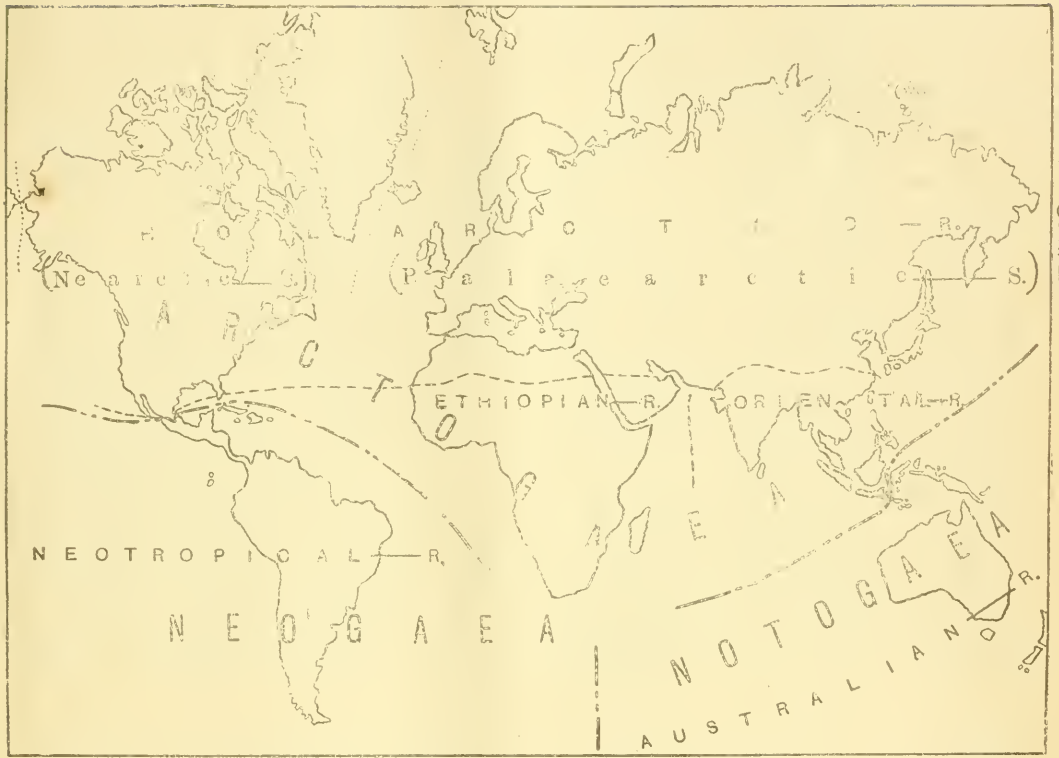 HOLARCTIC—R.
(Nearctic—S.) (Palaearctic—S.)
ARCTOGAEA
ETHIOPIAN—R. ORIENTAL—R.
NEOTROPICAL—R.
NEOGAEA
NOTOGAEA
AUSTRALIAN R.